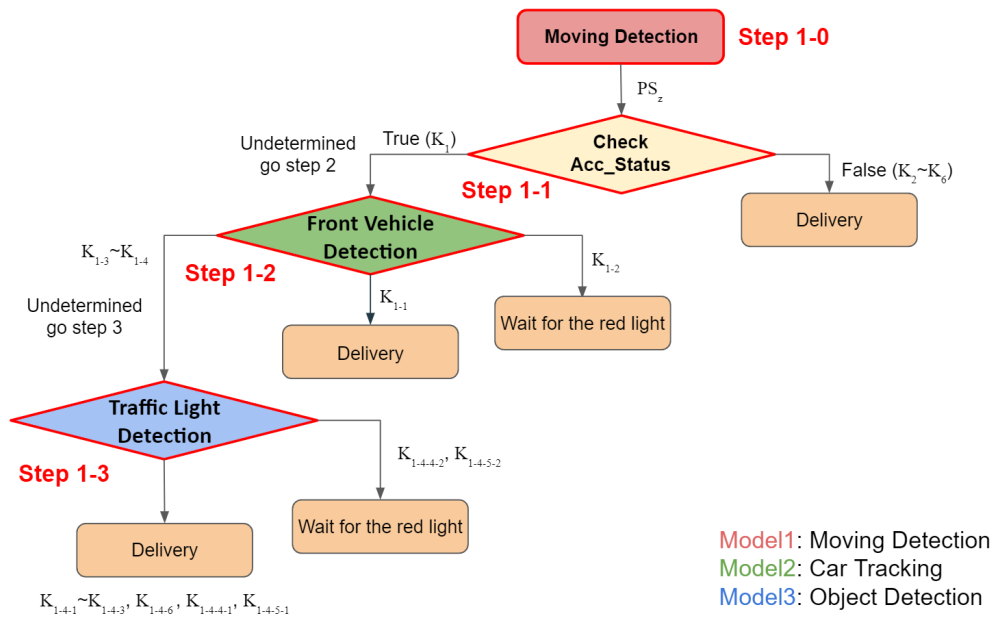 Moving Detection
Step 1-0
PSz
Undetermined
go step 2
True (K1)
Check
Acc_Status
False (K2~K6)
Step 1-1
Delivery
Front Vehicle
Detection
K1-3~K1-4
Step 1-2
K1-2
Undetermined
go step 3
K1-1
Wait for the red light
Delivery
Traffic Light
Detection
Step 1-3
K1-4-4-2, K1-4-5-2
Wait for the red light
Delivery
K1-4-1~K1-4-3, K1-4-6, K1-4-4-1, K1-4-5-1
Model1: Moving Detection
Model2: Car Tracking
Model3: Object Detection